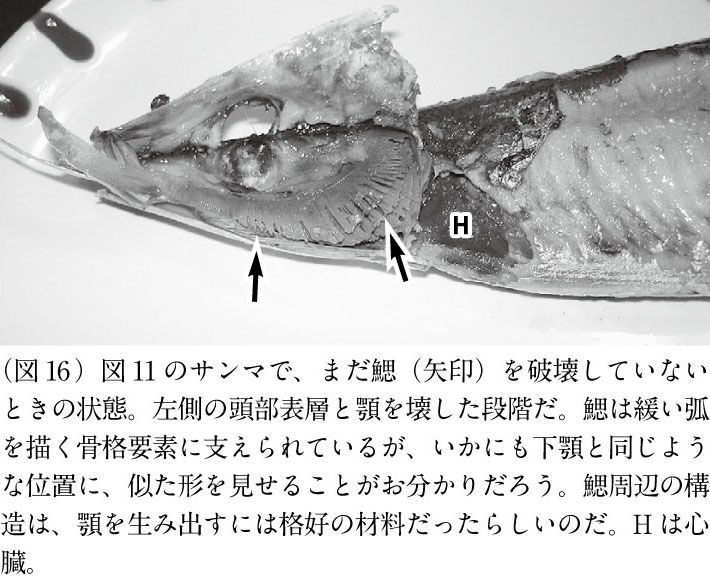 H
(図16) 図11のサンマで、まだ鰓(矢印)を破壊していない
ときの状態。左側の頭部表層と顎を壊した段階だ。鰓は緩い弧
を描く骨格要素に支えられているが、いかにも下顎と同じよう
な位置に、似た形を見せることがお分かりだろう。鰓周辺の構
造は、顎を生み出すには格好の材料だったらしいのだ。Hは心
臓。